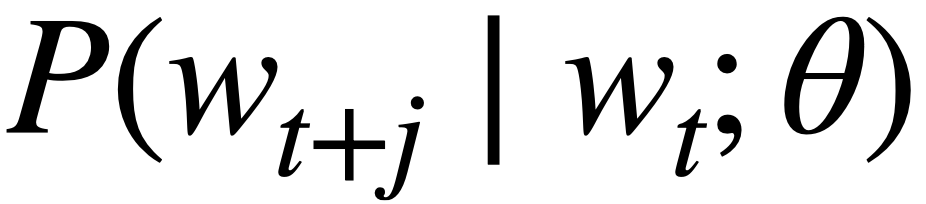 P(w_{t+j} | w_t; θ)